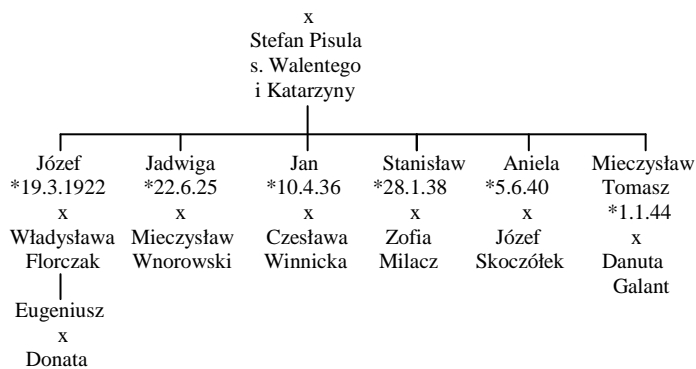 x
Stefan Pisula
s. Walentego
i Katarzyny
Józef
*19.3.1922
x
Władysława
Florczak
Eugeniusz
x
Donata
Jadwiga
*22.6.25
x
Mieczysław
Wnorowski
Jan
*10.4.36
x
Czesława
Winnicka
Stanisław
*28.1.38
x
Zofia
Milacz
Aniela
*5.6.40
x
Józef
Skoczółek
Mieczysław
Tomasz
*1.1.44
x
Danuta
Galant